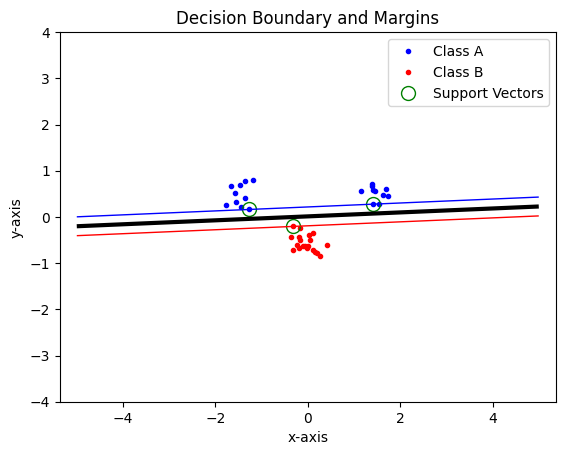 Decision Boundary and Margins
4
3
2
1
0
−1
−2
−3
−4
y-axis
Class A
Class B
Support Vectors
−4
−2
0
2
4
x-axis